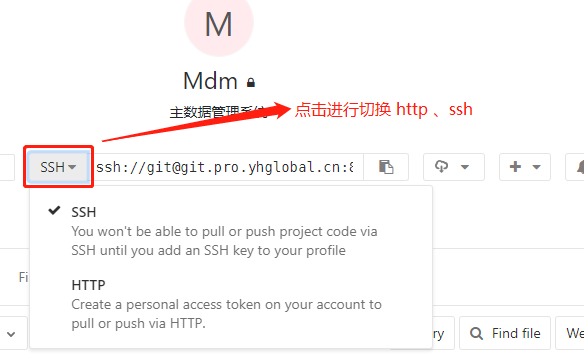 M
Mdm
主数据管理系统
点击进行切换 http 、ssh
SSH
ssh://git@git.pro.yhglobal.cn:8
SSH
You won't be able to pull or push project code via
SSH until you add an SSH key to your profile
HTTP
Create a personal access token on your account to
pull or push via HTTP.
Find file
We